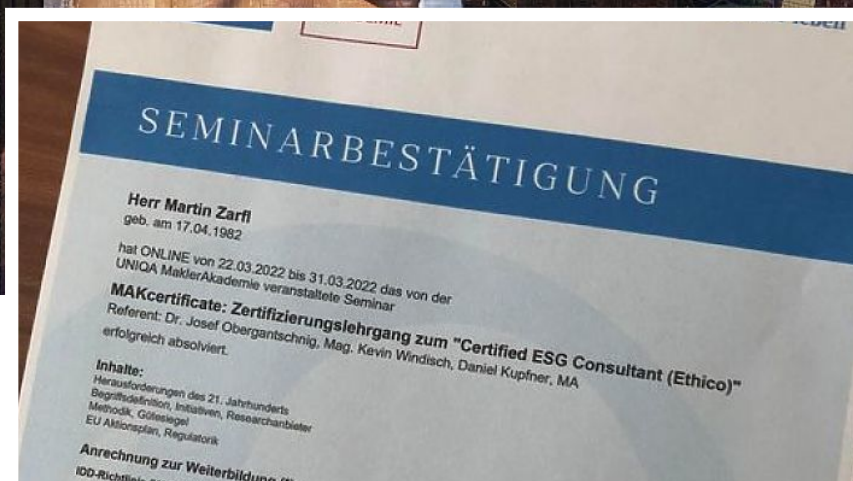 SEMINARBESTÄTIGUNG
Herr Martin Zarfl
geb. am 17.04.1982
hat ONLINE von 22.03.2022 bis 31.03.2022 das von der
UNIQA MaklerAkademie veranstaltete Seminar
MAKcertificate: Zertifizierungslehrgang zum "Certified ESG Consultant (Ethico)"
Referent: Dr. Josef Obergantschnig, Mag. Kevin Windisch, Daniel Kupfner, MA
erfolgreich absolviert.
Inhalte:
Herausforderungen des 21. Jahrhunderts
Begriffsdefinition, Initiativen, Researchanbieter
Methodik, Gütesiegel
EU Aktionsplan, Regulatorik
Anrechnung zur Weiterbildung
IDD-Richtlinie